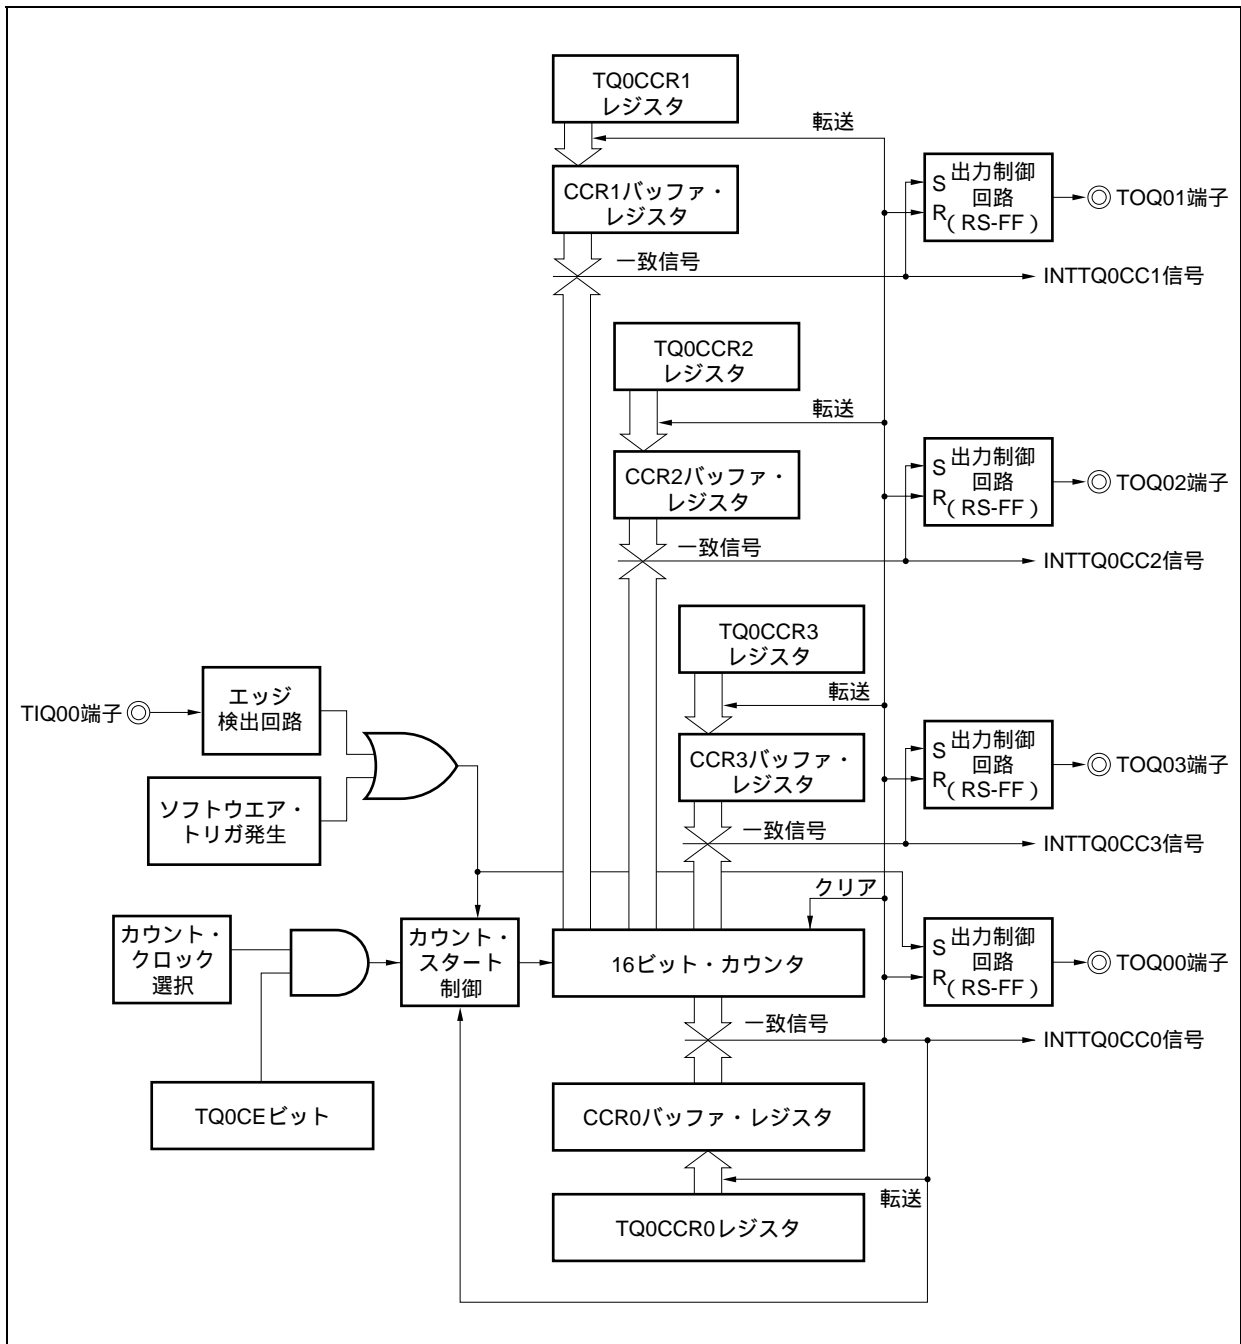 TQ0CCR1
レジスタ
転送
CCR1バッファ・
レジスタ
S 出力制御
回路
R（RS-FF）
TOQ01端子
一致信号
INTTQ0CC1信号
TQ0CCR2
レジスタ
転送
CCR2バッファ・
レジスタ
S 出力制御
回路
R（RS-FF）
TOQ02端子
一致信号
INTTQ0CC2信号
TQ0CCR3
レジスタ
転送
TIQ00端子
エッジ
検出回路
CCR3バッファ・
レジスタ
S 出力制御
回路
R（RS-FF）
TOQ03端子
ソフトウエア・
トリガ発生
一致信号
INTTQ0CC3信号
クリア
カウント・
クロック
選択
カウント・
スタート
制御
16ビット・カウンタ
S 出力制御
回路
R（RS-FF）
TOQ00端子
一致信号
INTTQ0CC0信号
TQ0CEビット
CCR0バッファ・レジスタ
転送
TQ0CCR0レジスタ